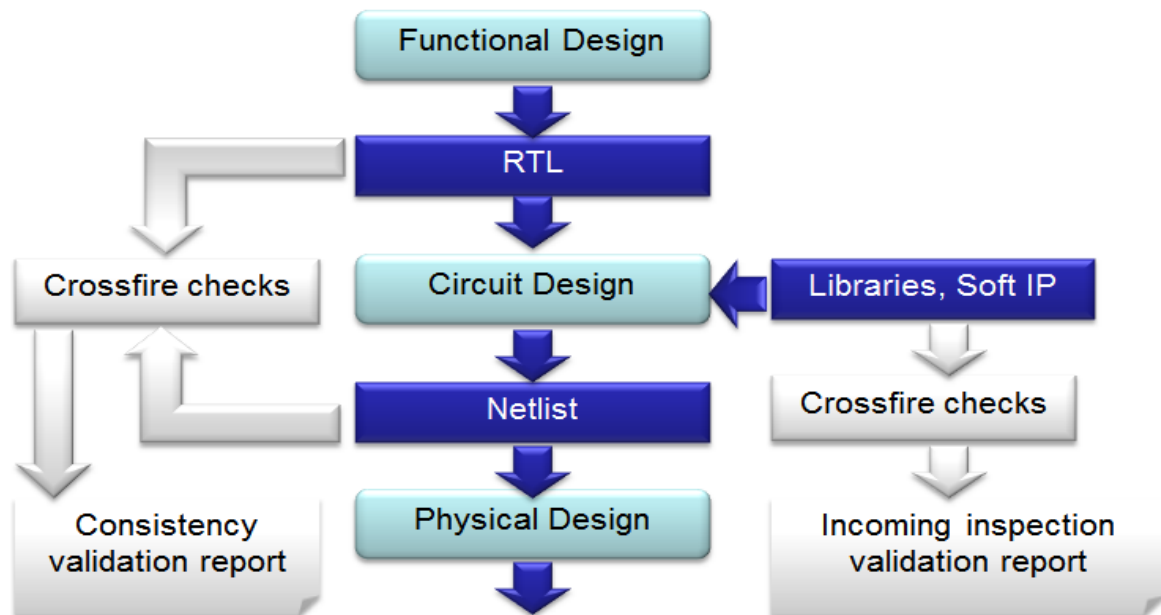 Functional Design
RTL
Crossfire checks
Circuit Design
Libraries, Soft IP
Netlist
Crossfire checks
Consistency
validation report
Physical Design
Incoming inspection
validation report